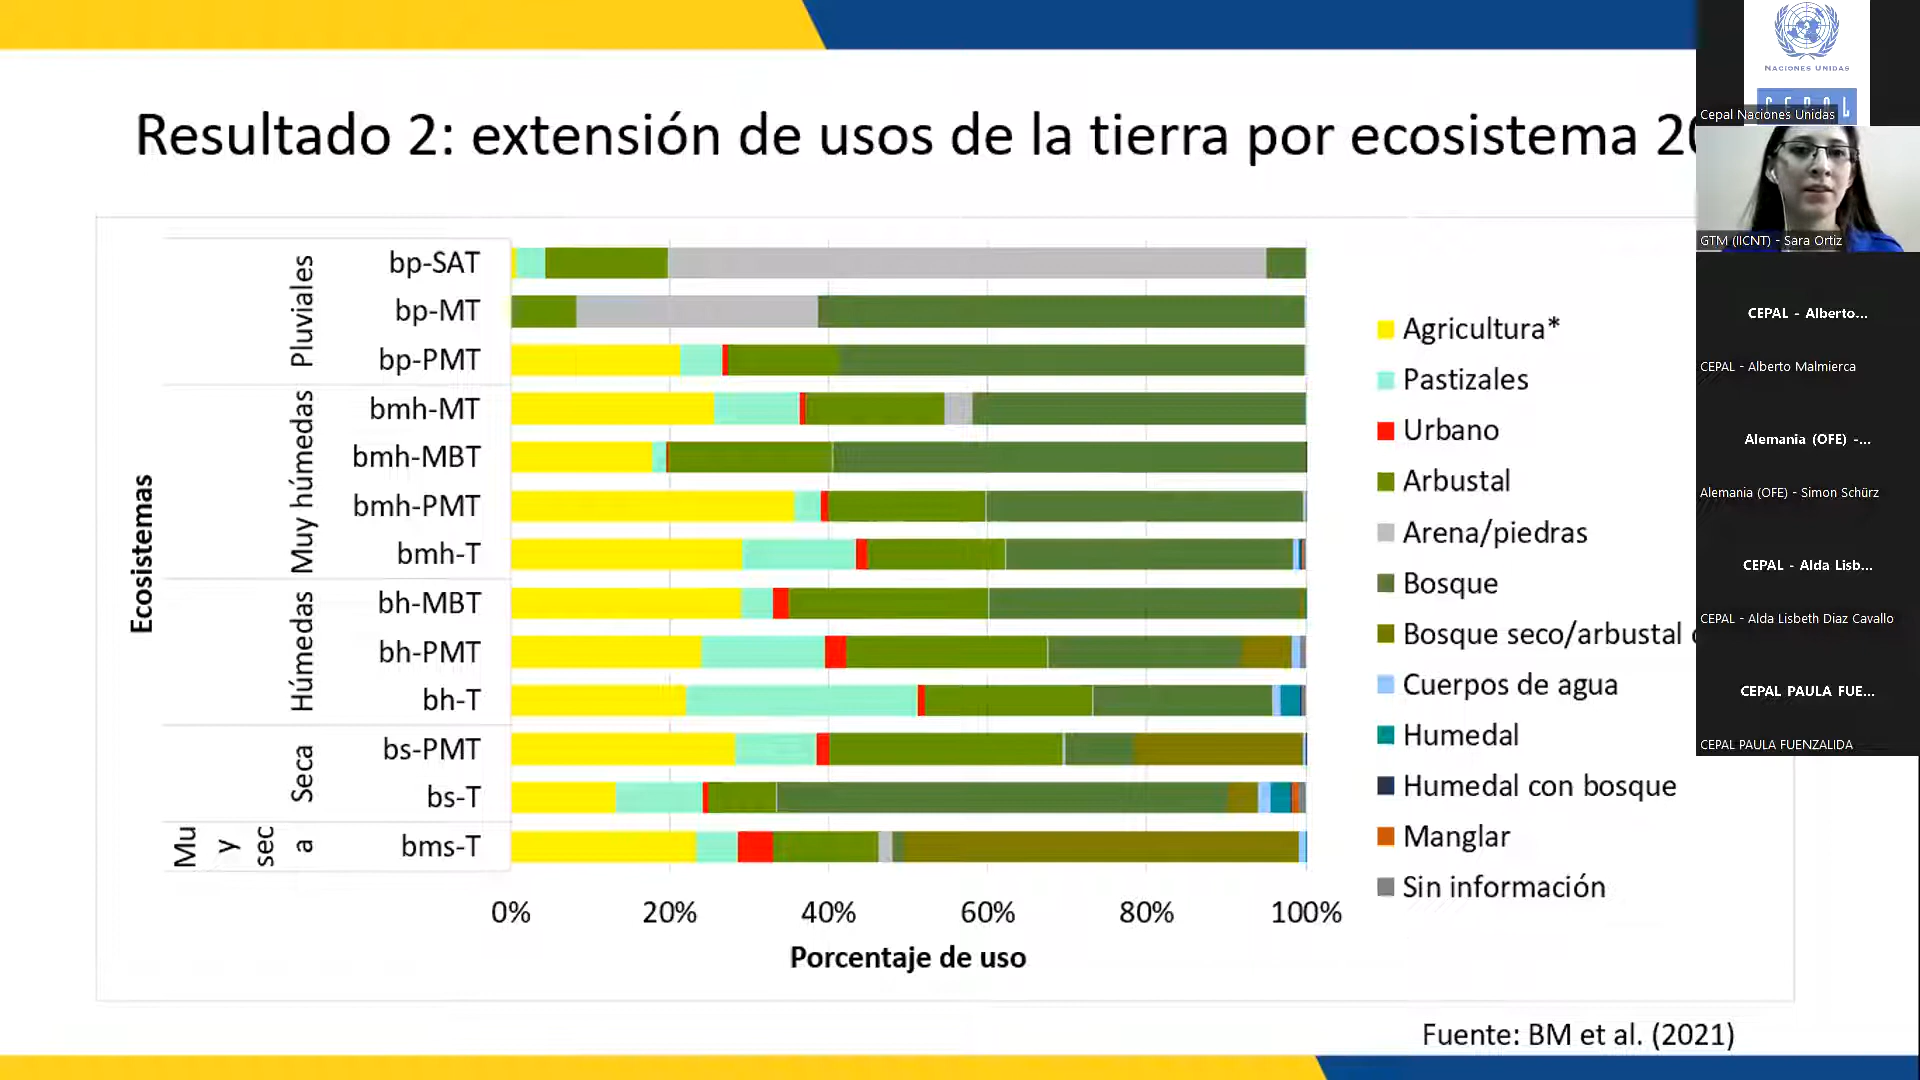 Resultado 2: extensión de usos de la tierra por ecosistema
Ecosistemas
Pluviales
bp-SAT
bp-MT
bp-PMT
Muy húmedas
bmh-MT
bmh-MBT
bmh-PMT
bmh-T
Húmedas
bh-MBT
bh-PMT
bh-T
Seca
bs-PMT
bs-T
Mu
y
sec
a
bms-T
0% 20% 40% 60% 80% 100%
Porcentaje de uso
Agricultura*
Pastizales
Urbano
Arbustal
Arena/piedras
Bosque
Bosque seco/arbustal
Cuerpos de agua
Humedal
Humedal con bosque
Manglar
Sin información
Fuente: BM et al. (2021)
NACIONES UNIDAS
Cepal Naciones Unidas
GTM (IICNT) - Sara Ortiz
CEPAL - Alberto...
CEPAL - Alberto Malmierca
Alemania (OFE) -...
Alemania (OFE) - Simon Schürz
CEPAL - Alda Lisb...
CEPAL - Alda Lisbeth Díaz Cavallo
CEPAL PAULA FUE...
CEPAL PAULA FUENZALIDA